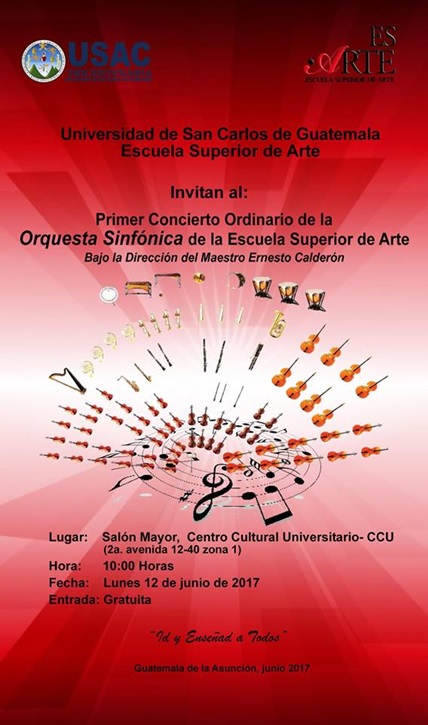 USAC
ES
ARTE
ESCUELA SUPERIOR DE ARTE
Universidad de San Carlos de Guatemala
Escuela Superior de Arte
Invitan al:
Primer Concierto Ordinario de la
Orquesta Sinfónica de la Escuela Superior de Arte
Bajo la Dirección del Maestro Ernesto Calderón
Lugar: Salón Mayor, Centro Cultural Universitario- CCU
(2a. avenida 12-40 zona 1)
Hora: 10:00 Horas
Fecha: Lunes 12 de junio de 2017
Entrada: Gratuita
"Id y Enseñad a Todos"
Guatemala de la Asunción, junio 2017